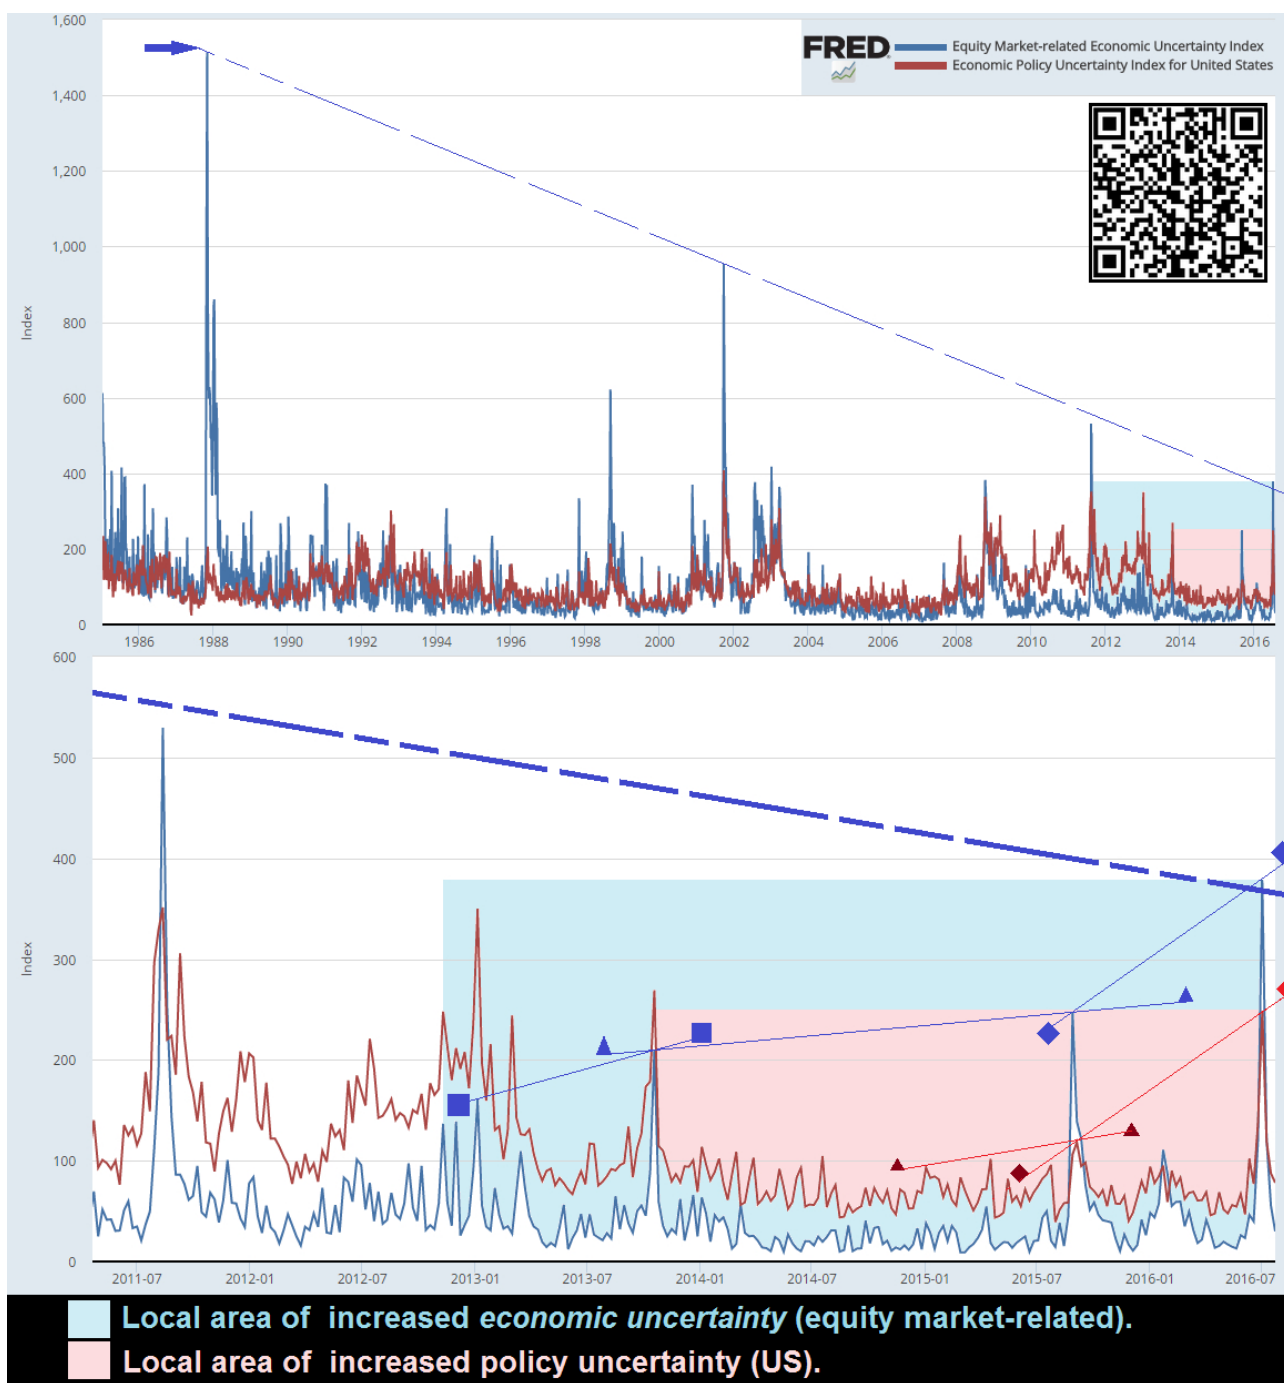 1,600
FRED
Equity Market-related Economic Uncertainty Index
Economic Policy Uncertainty Index for United States
1,400
1,200
1,000
800
Index
600
400
200
0
1986 1988 1990 1992 1994 1996 1998 2000 2002 2004 2006 2008 2010 2012 2014 2016
600
500
400
Index
300
200
100
0
2011-07 2012-01 2012-07 2013-01 2013-07 2014-01 2014-07 2015-01 2015-07 2016-01 2016-07
Local area of increased economic uncertainty (equity market-related).
Local area of increased policy uncertainty (US).